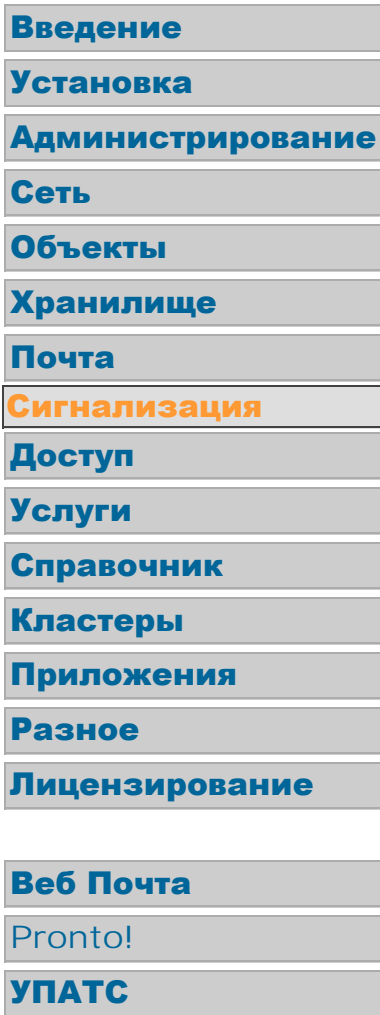 Введение
Установка
Администрирование
Сеть
Объекты
Хранилище
Почта
Сигнализация
Доступ
Услуги
Справочник
Кластеры
Приложения
Разное
Лицензирование
Веб Почта
Pronto!
УПАТС